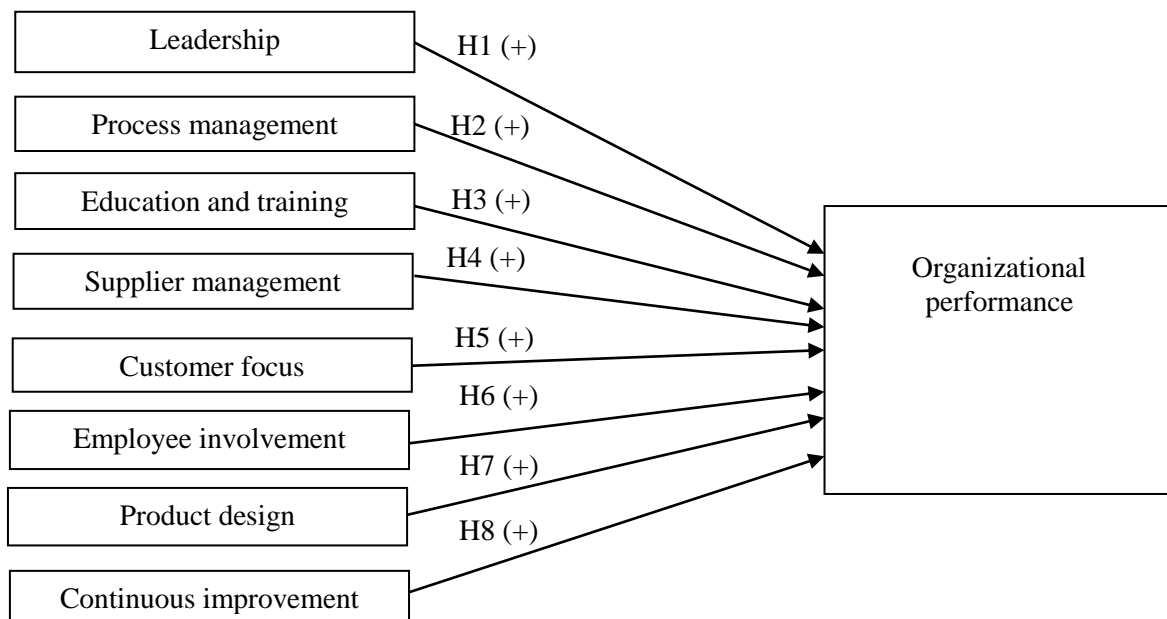 Leadership
H1 (+)
Process management
H2 (+)
Education and training
H3 (+)
Supplier management
H4 (+)
Customer focus
H5 (+)
Employee involvement
H6 (+)
Product design
H7 (+)
Continuous improvement
H8 (+)
Organizational
performance